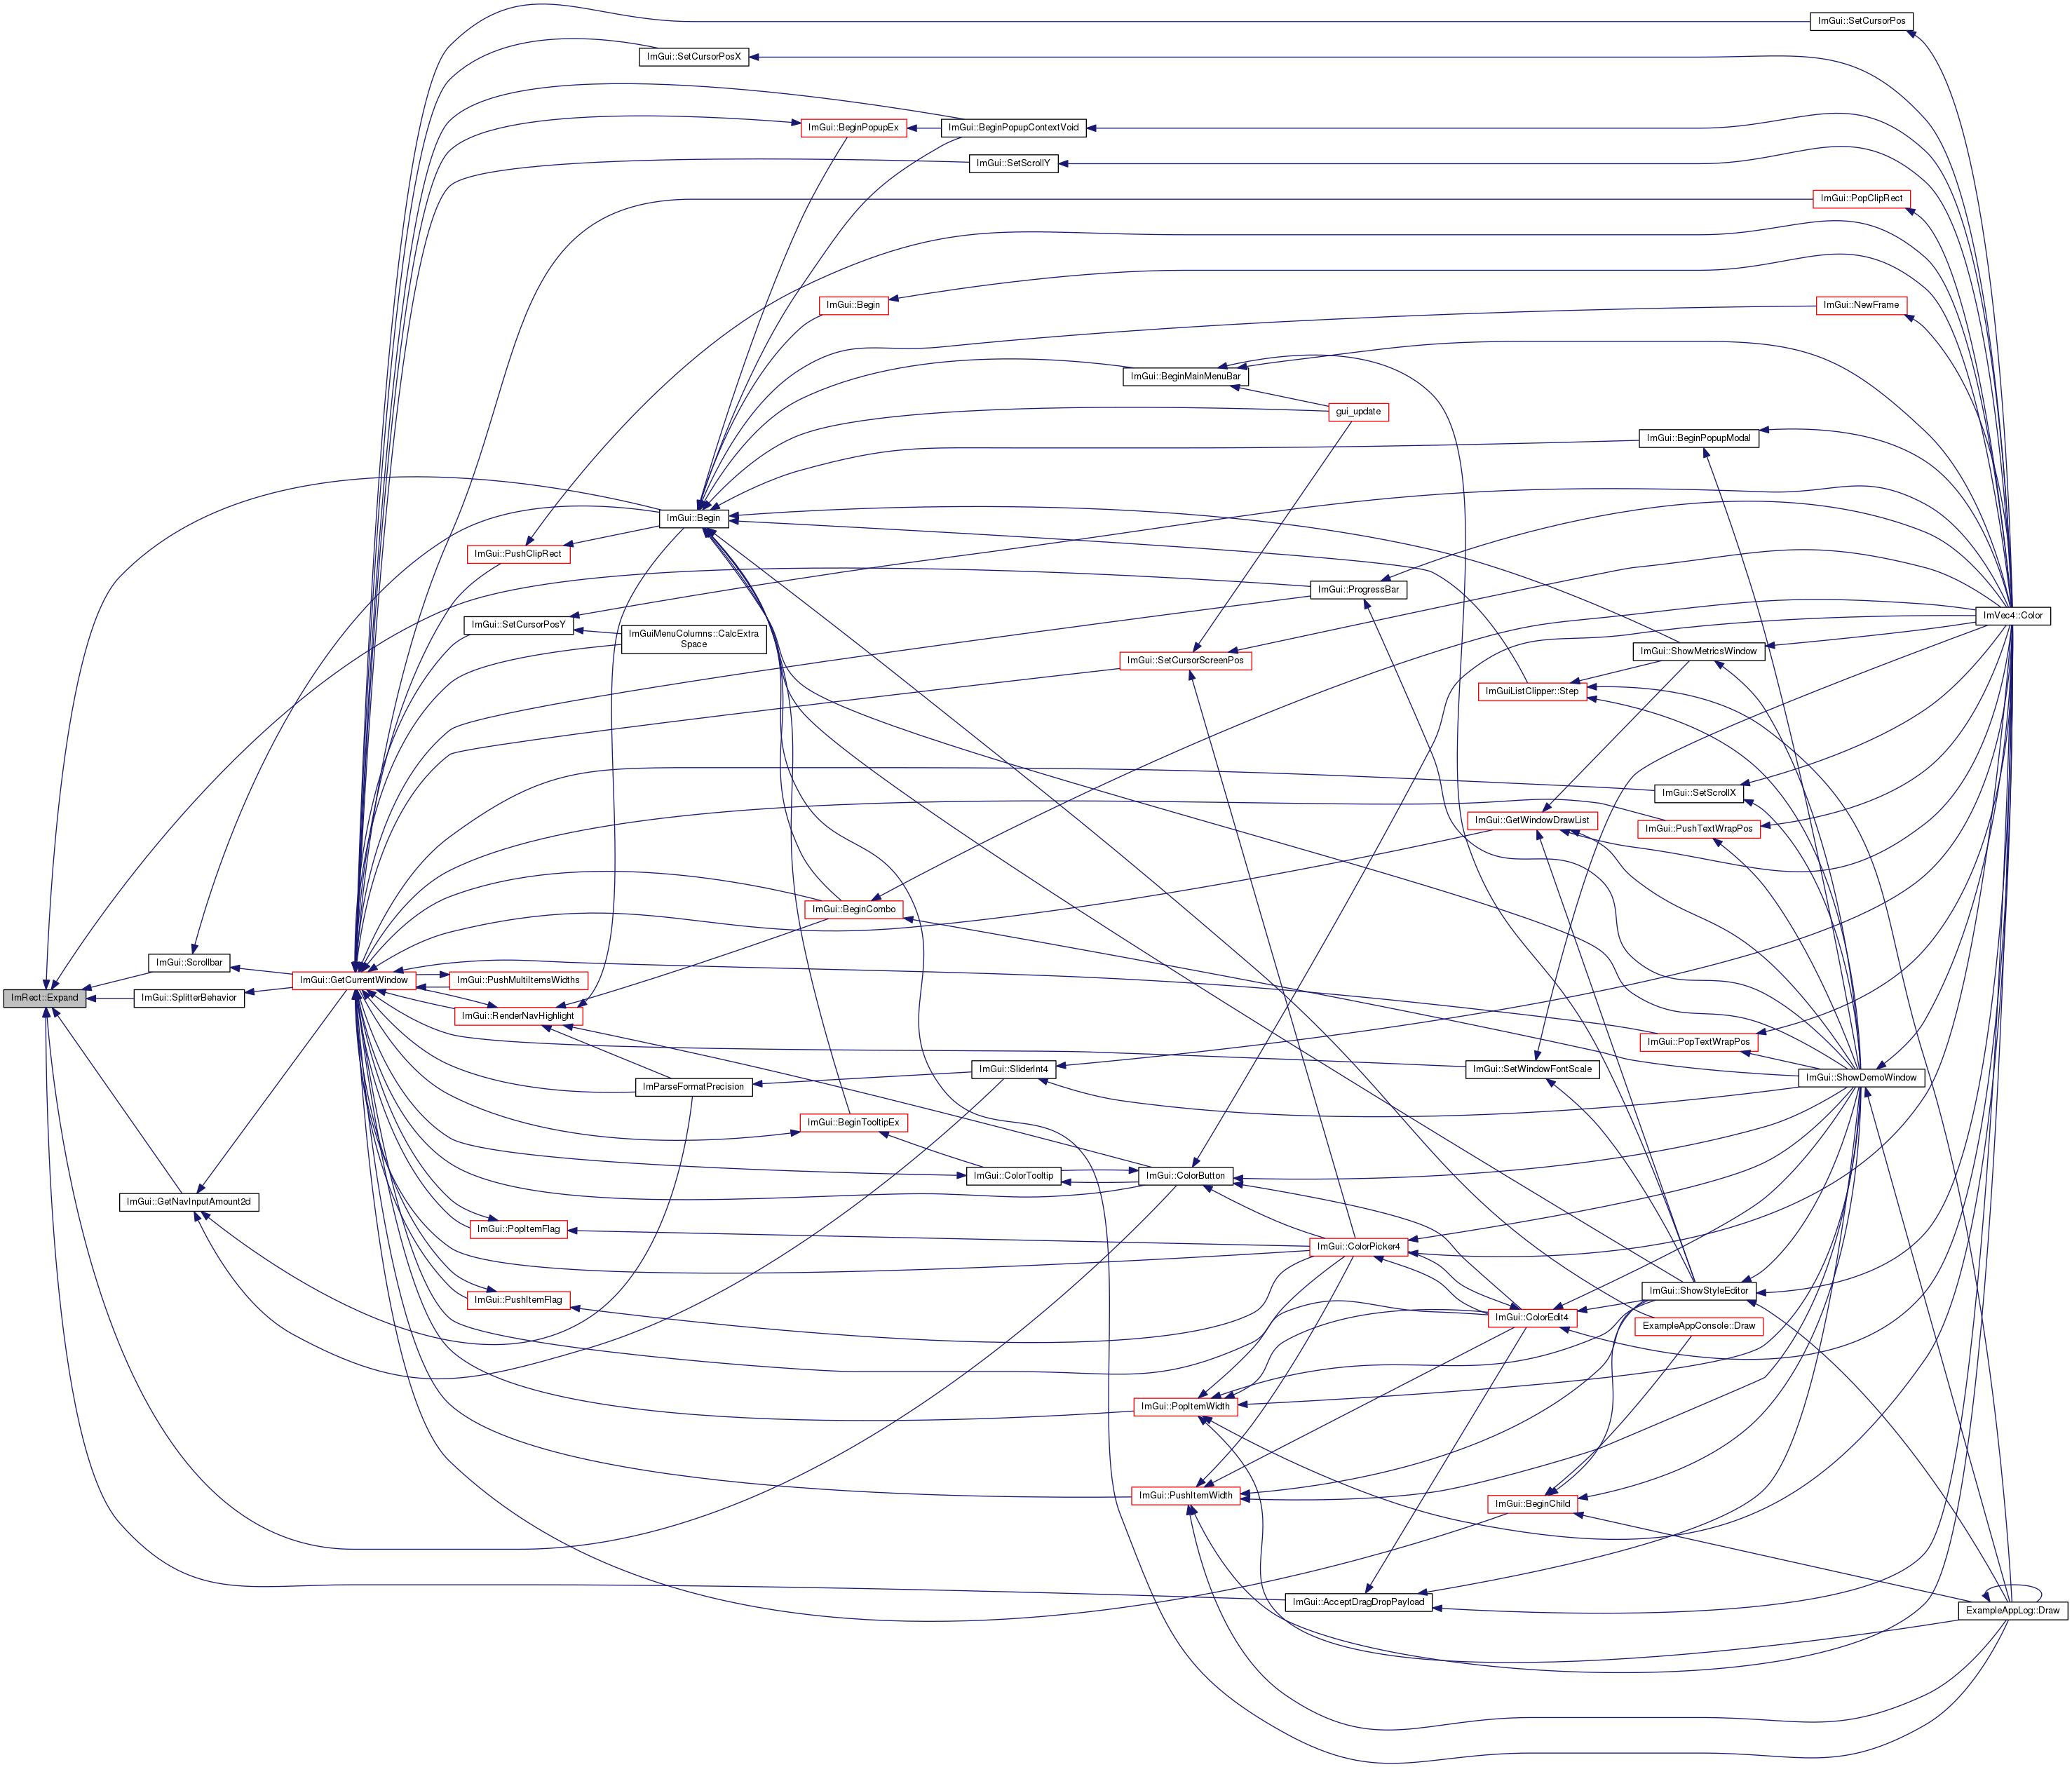 ImGui::SetCursorPos
ImGui::SetCursorPosX
ImGui::BeginPopupEx
ImGui::BeginPopupContextVoid
ImGui::SetScrollY
ImGui::PopClipRect
ImGui::Begin
ImGui::NewFrame
ImGui::BeginMainMenuBar
gui_update
ImGui::BeginPopupModal
ImGui::Begin
ImGui::PushClipRect
ImGui::ProgressBar
ImVec4::Color
ImGui::SetCursorPosY
ImGuiMenuColumns::CalcExtra
Space
ImGui::ShowMetricsWindow
ImGui::SetCursorScreenPos
ImGuiListClipper::Step
ImGui::SetScrollX
ImGui::GetWindowDrawList
ImGui::PushTextWrapPos
ImGui::BeginCombo
ImGui::Scrollbar
ImGui::GetCurrentWindow
ImGui::PushMultiItemsWidths
ImRect::Expand
ImGui::SplitterBehavior
ImGui::RenderNavHighlight
ImGui::PopTextWrapPos
ImGui::SliderInt4
ImGui::SetWindowFontScale
ImGui::ShowDemoWindow
ImParseFormatPrecision
ImGui::BeginTooltipEx
ImGui::ColorTooltip
ImGui::ColorButton
ImGui::GetNavInputAmount2d
ImGui::PopItemFlag
ImGui::ColorPicker4
ImGui::ShowStyleEditor
ImGui::PushItemFlag
ImGui::ColorEdit4
ExampleAppConsole::Draw
ImGui::PopItemWidth
ImGui::PushItemWidth
ImGui::BeginChild
ImGui::AcceptDragDropPayload
ExampleAppLog::Draw